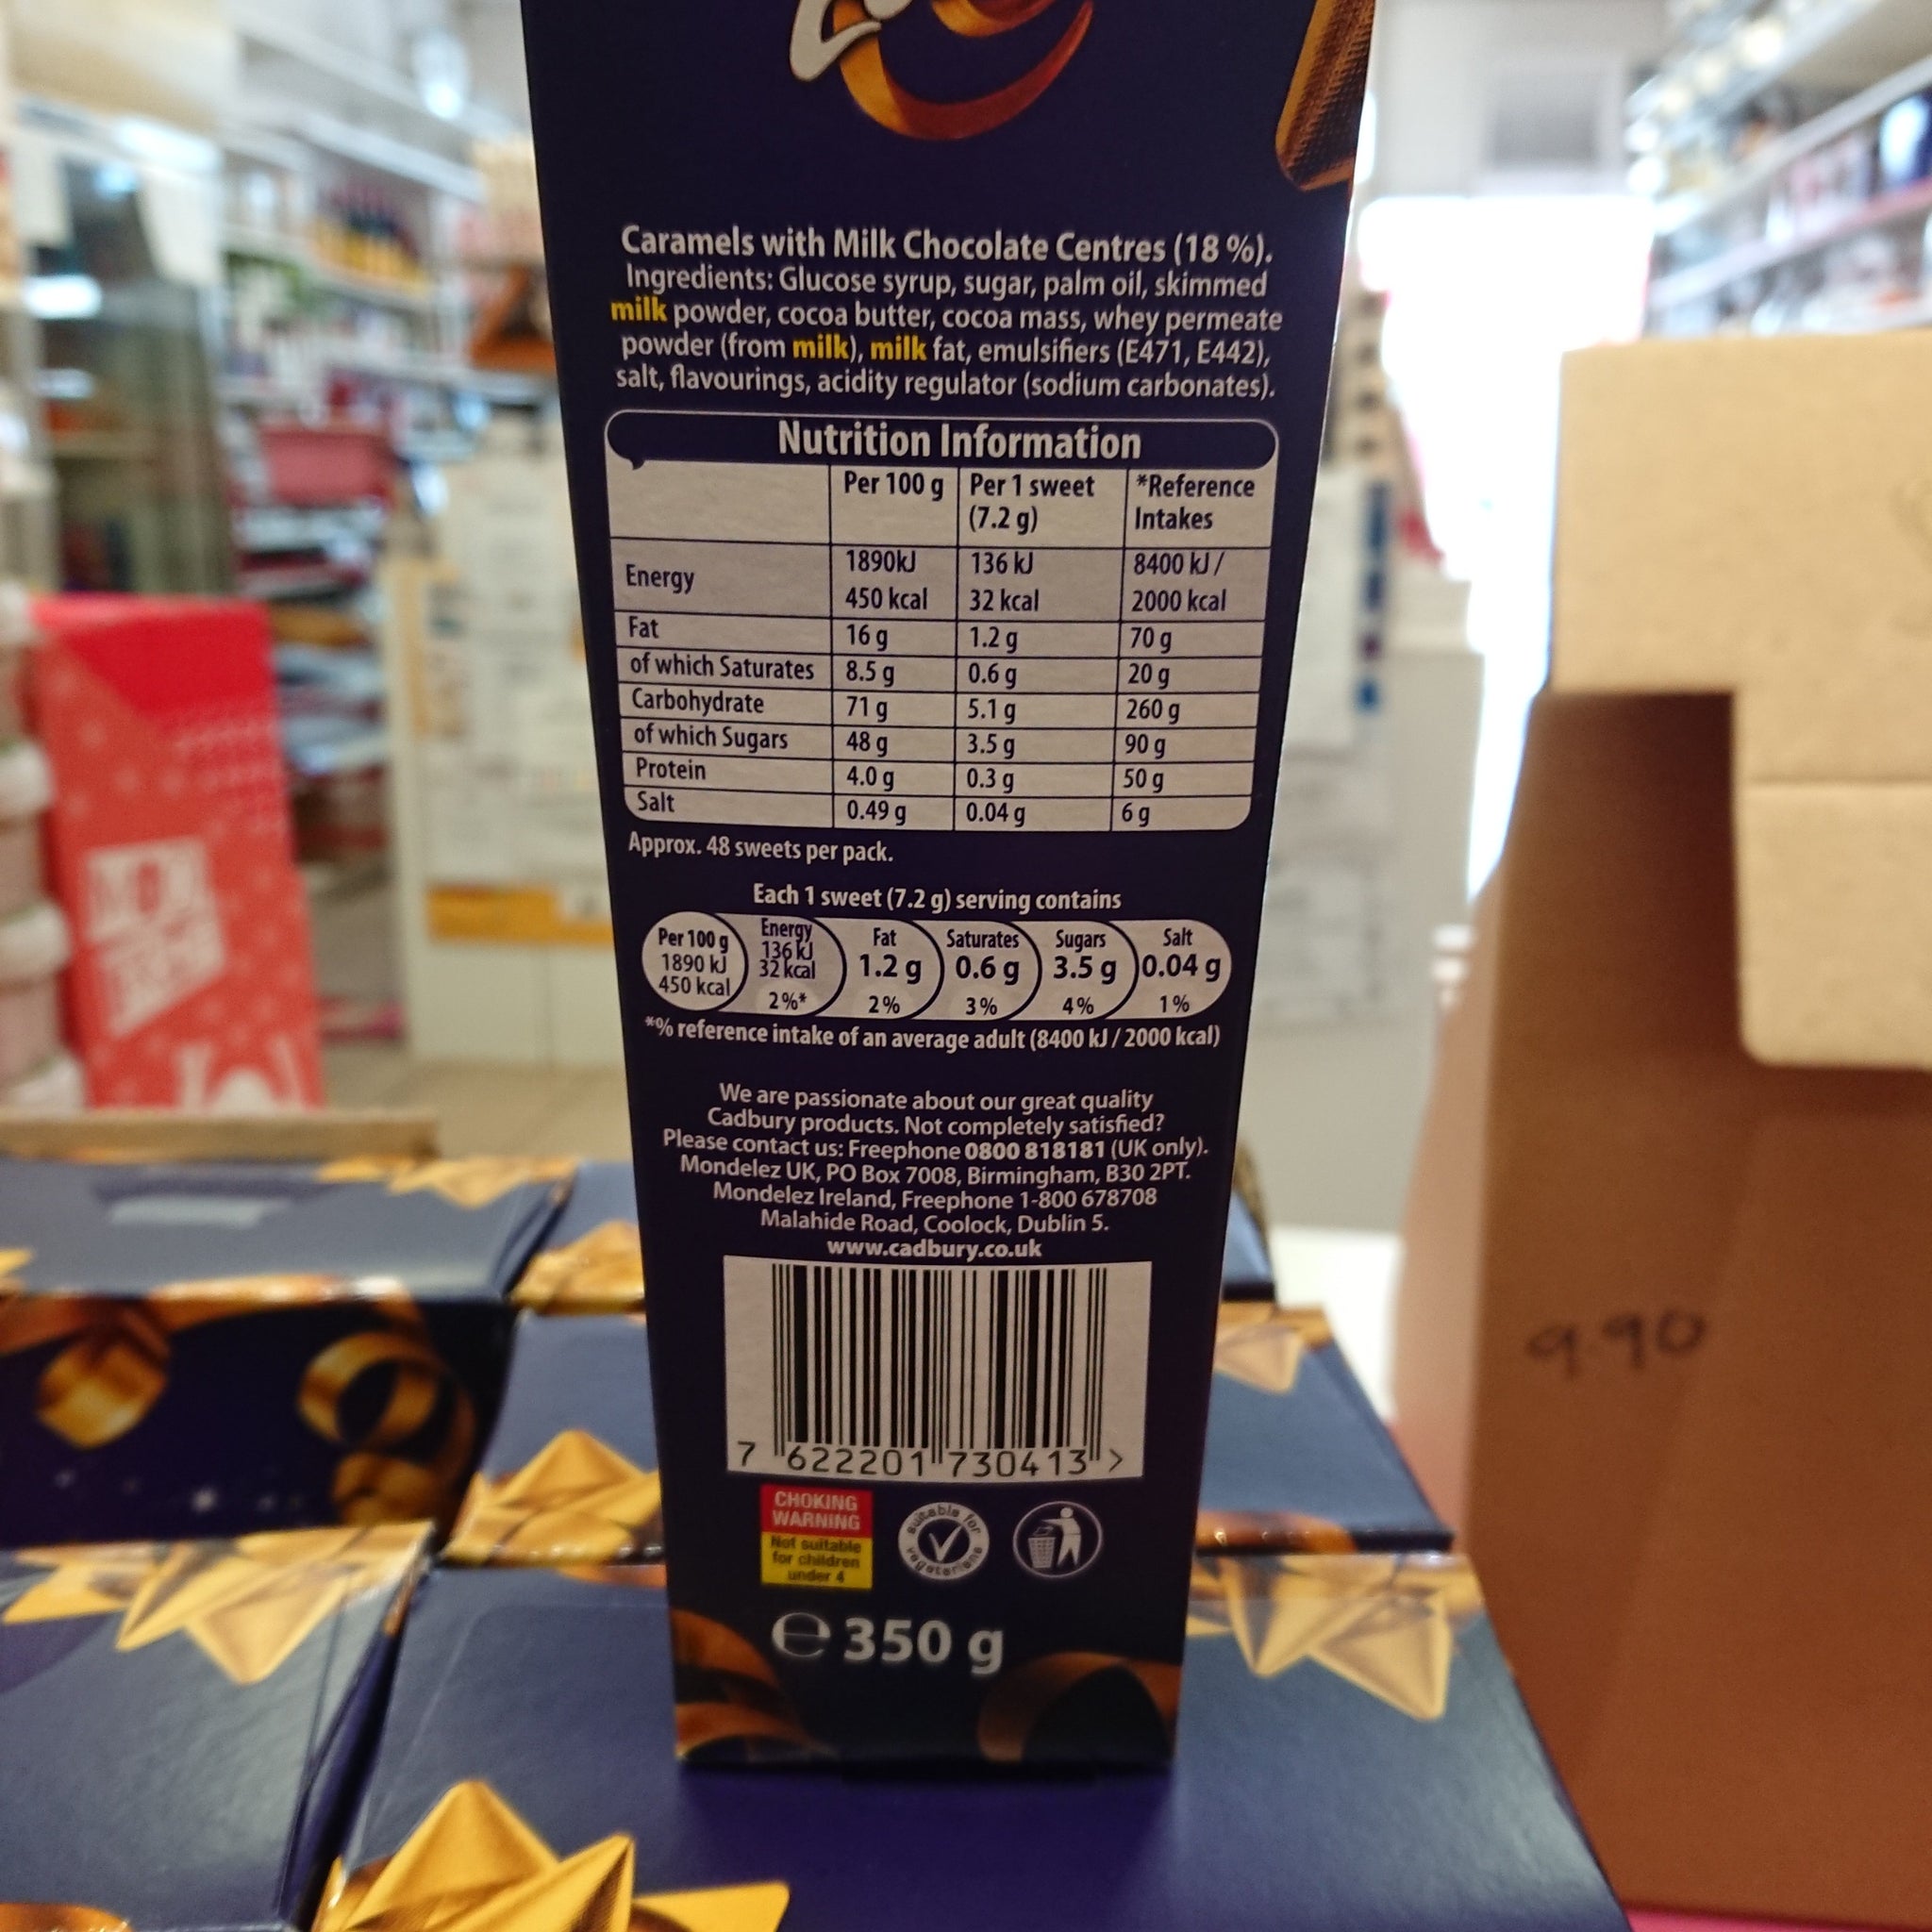 Caramels with Milk Chocolate Centres (18 %).
Ingredients: Glucose syrup, sugar, palm oil, skimmed
milk powder, cocoa butter, cocoa mass, whey permeate
powder (from milk), milk fat, emulsifiers (E471, E442),
salt, flavourings, acidity regulator (sodium carbonates).
Nutrition Information
Per 100 g Per 1 sweet (7.2 g) *Reference Intakes
Energy 1890kJ 136 kJ 8400 kJ /
450 kcal 32 kcal 2000 kcal
Fat 16 g 1.2 g 70 g
of which Saturates 8.5 g 0.6 g 20 g
Carbohydrate 71 g 5.1 g 260 g
of which Sugars 48 g 3.5 g 90 g
Protein 4.0 g 0.3 g 50 g
Salt 0.49 g 0.04 g 6 g
Approx. 48 sweets per pack.
Each 1 sweet (7.2 g) serving contains
Per 100 g 1890 kJ 450 kcal
Energy 136 kJ 32 kcal 2%*
Fat 1.2 g 2%
Saturates 0.6 g 3%
Sugars 3.5 g 4%
Salt 0.04 g 1%
*% reference intake of an average adult (8400 kJ / 2000 kcal)
We are passionate about our great quality
Cadbury products. Not completely satisfied?
Please contact us: Freephone 0800 818181 (UK only).
Mondelez UK, PO Box 7008, Birmingham, B30 2PT.
Mondelez Ireland, Freephone 1-800 678708
Malahide Road, Coolock, Dublin 5.
www.cadbury.co.uk
7 622201 730413 >
CHOKING
WARNING
Not suitable
for children
under 4
suitable for vegetarians
e 350 g
9.90